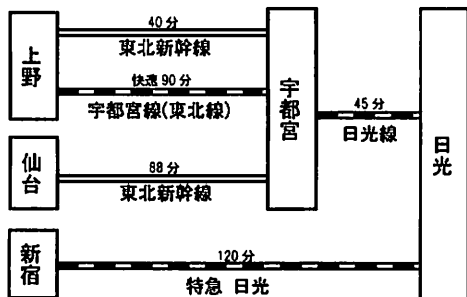 上野
40分
東北新幹線
快速 90分
宇都宮線(東北線)
宇都宮
45分
日光線
日光
仙台
88分
東北新幹線
新宿
120分
特急 日光